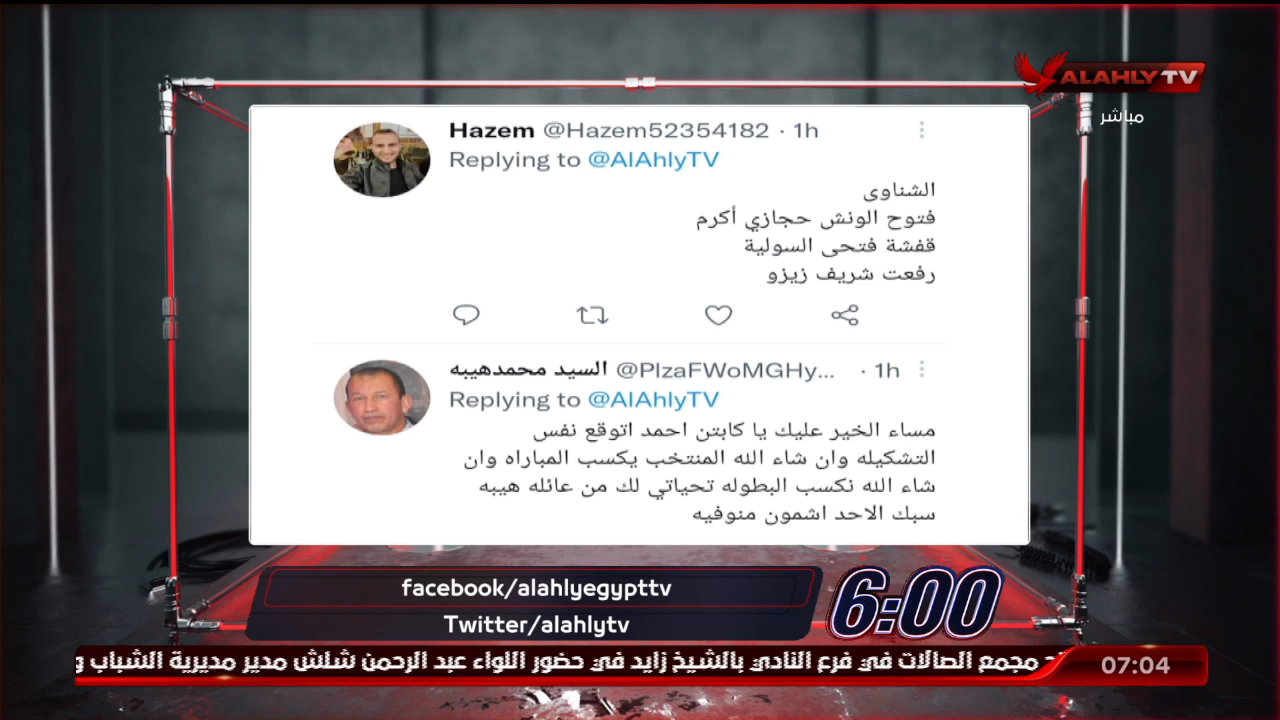 ALAHLY TV
مباشر
Hazem @Hazem52354182 · 1h
Replying to @AlAhlyTV
الشناوى
فتوح الونش حجازي أكرم
قفشة فتحى السولية
رفعت شريف زيزو
السيد محمدهيبه @PlzaFWoMGHy... · 1h
Replying to @AlAhlyTV
مساء الخير عليك يا كابتن احمد اتوقع نفس
التشكيله وان شاء الله المنتخب يكسب المباراه وان
شاء الله نكسب البطوله تحياتي لك من عائله هيبه
سبك الاحد اشمون منوفيه
facebook/alahlyegypttv
Twitter/alahlytv
6:00
مجمع الصالات في فرع النادي بالشيخ زايد في حضور اللواء عبد الرحمن شلش مدير مديرية الشباب و
07:04